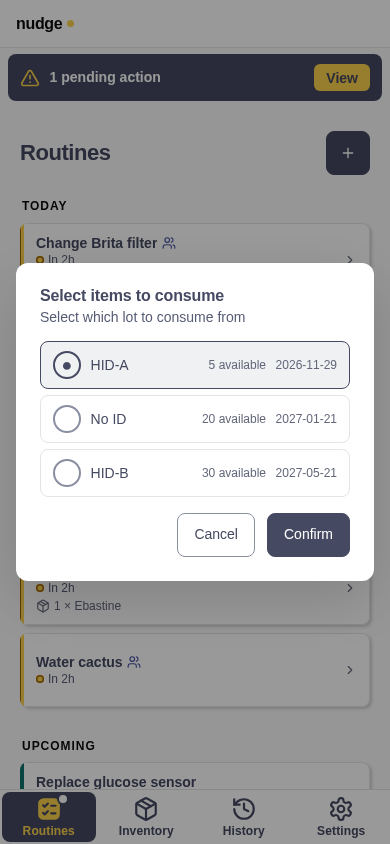 nudge
1 pending action View
Routines
TODAY
Change Brita filter
In 2h
Select items to consume
Select which lot to consume from
HID-A 5 available 2026-11-29
No ID 20 available 2027-01-21
HID-B 30 available 2027-05-21
Cancel Confirm
In 2h
1 × Ebastine
Water cactus
In 2h
UPCOMING
Replace glucose sensor
Routines Inventory History Settings